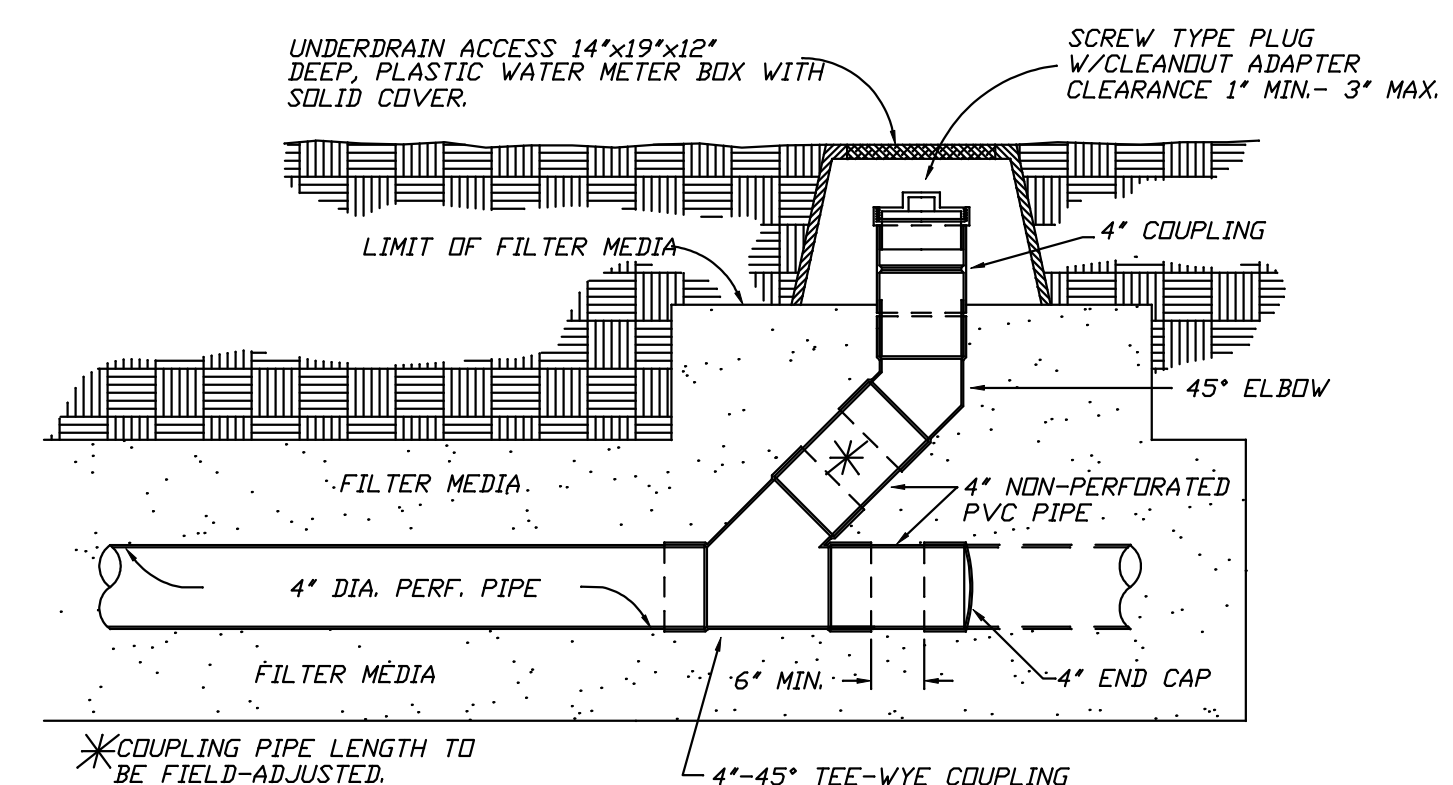 UNDERDRAIN ACCESS 14"x19"x12"
DEEP, PLASTIC WATER METER BOX WITH
SOLID COVER.
SCREW TYPE PLUG
W/CLEANOUT ADAPTER
CLEARANCE 1" MIN.- 3" MAX.
LIMIT OF FILTER MEDIA
4" COUPLING
45° ELBOW
FILTER MEDIA
4" NON-PERFORATED
PVC PIPE
4" DIA. PERF. PIPE
FILTER MEDIA
6" MIN.
4" END CAP
COUPLING PIPE LENGTH TO
BE FIELD-ADJUSTED.
4"-45° TEE-WYE COUPLING